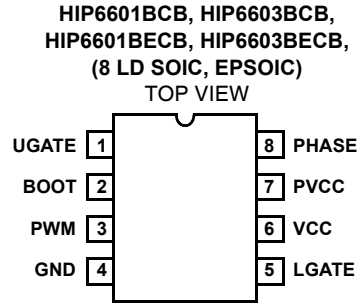 HIP6601BCB, HIP6603BCB,
HIP6601BECB, HIP6603BECB,
(8 LD SOIC, EPSOIC)
TOP VIEW
UGATE 1 8 PHASE
BOOT 2 7 PVCC
PWM 3 6 VCC
GND 4 5 LGATE